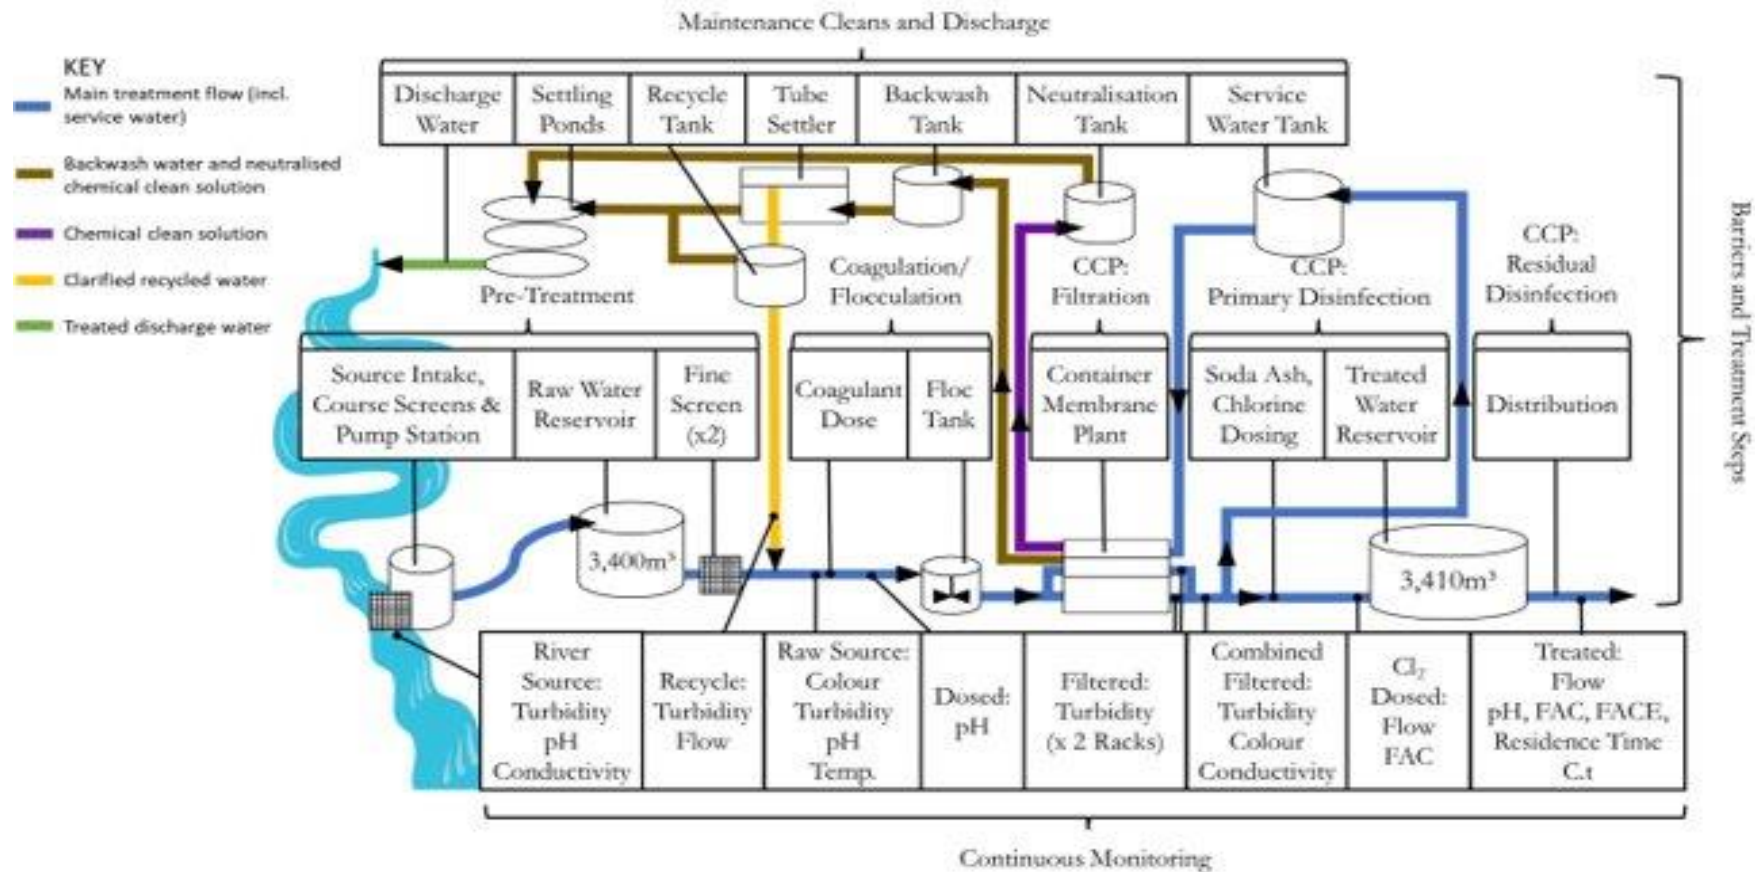 Maintenance Cleans and Discharge
KEY
Main treatment flow (incl.
service water)
Backwash water and neutralised
chemical clean solution
Chemical clean solution
Clarified recycled water
Treated discharge water
Discharge
Water
Settling
Ponds
Recycle
Tank
Tube
Settler
Backwash
Tank
Neutralisation
Tank
Service
Water Tank
Pre-Treatment
Coagulation/
Flocculation
CCP:
Filtration
CCP:
Primary Disinfection
CCP:
Residual
Disinfection
Source Intake,
Course Screens &
Pump Station
Raw Water
Reservoir
Fine
Screen
(x2)
Coagulant
Dose
Floc
Tank
Container
Membrane
Plant
Soda Ash,
Chlorine
Dosing
Treated
Water
Reservoir
Distribution
Barriers and Treatment Steps
3,400m³
3,410m³
River
Source:
Turbidity
pH
Conductivity
Recycle:
Turbidity
Flow
Raw Source:
Colour
Turbidity
pH
Temp.
Dosed:
pH
Filtered:
Turbidity
(x 2 Racks)
Combined
Filtered:
Turbidity
Colour
Conductivity
Cl₂
Dosed:
Flow
FAC
Treated:
Flow
pH, FAC, FACE,
Residence Time
C.t
Continuous Monitoring